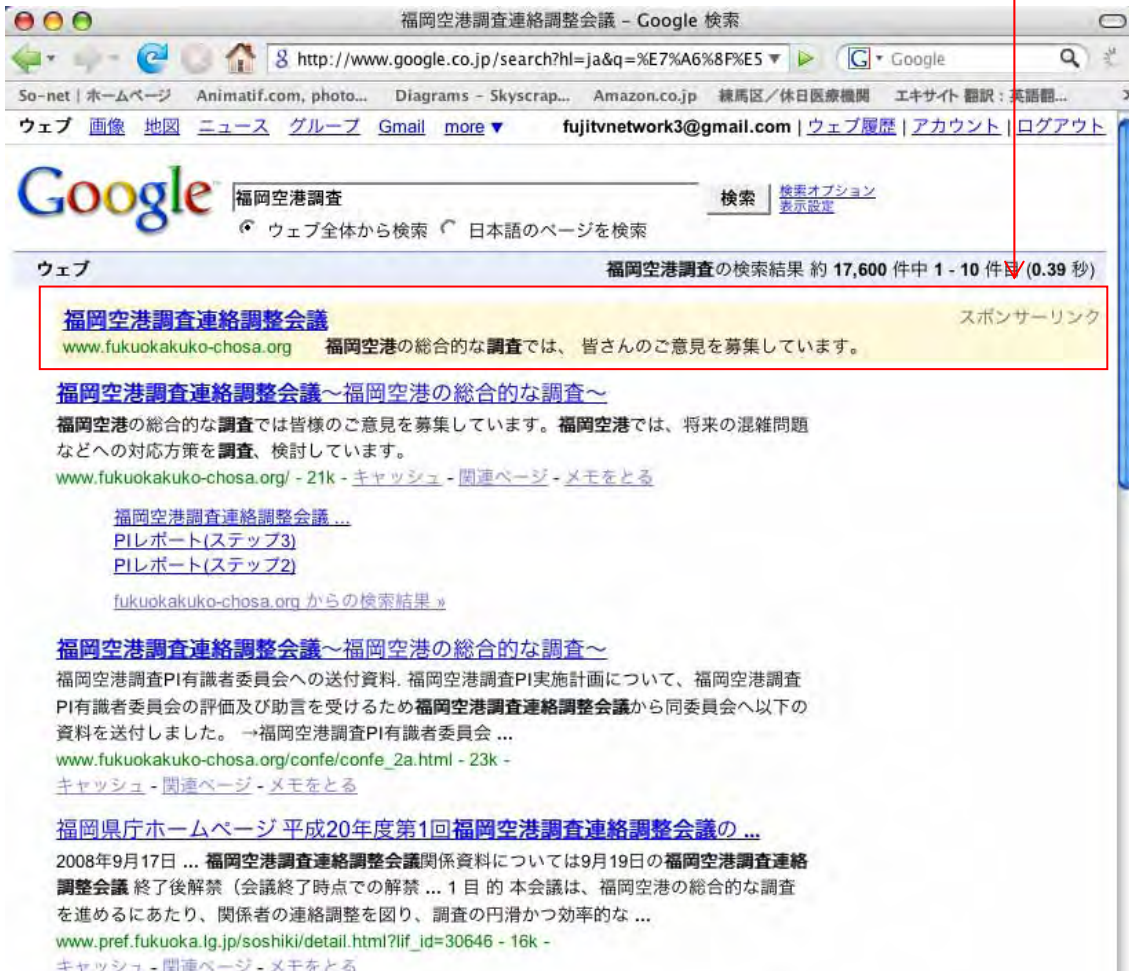 福岡空港調査連絡調整会議 - Google 検索
http://www.google.co.jp/search?hl=ja&q=%E7%A6%8F%E5
Google
So-net | ホームページ Animatif.com, photo... Diagrams - Skyscrap... Amazon.co.jp 練馬区／休日医療機関 エキサイト 翻訳 : 英語翻...
ウェブ 画像 地図 ニュース グループ Gmail more ▼ fujitvnetwork3@gmail.com | ウェブ履歴 | アカウント | ログアウト
Google 福岡空港調査 検索 検索オプション
表示設定
ウェブ全体から検索 日本語のページを検索
ウェブ 福岡空港調査の検索結果 約 17,600 件中 1 - 10 件目 (0.39 秒)
福岡空港調査連絡調整会議 スポンサーリンク
www.fukuokakuko-chosa.org 福岡空港の総合的な調査では、 皆さんのご意見を募集しています。
福岡空港調査連絡調整会議～福岡空港の総合的な調査～
福岡空港の総合的な調査では皆様のご意見を募集しています。福岡空港では、将来の混雑問題
などへの対応方策を調査、検討しています。
www.fukuokakuko-chosa.org/ - 21k - キャッシュ - 関連ページ - メモをとる
福岡空港調査連絡調整会議 ...
PIレポート(ステップ3)
PIレポート(ステップ2)
fukuokakuko-chosa.org からの検索結果 »
福岡空港調査連絡調整会議～福岡空港の総合的な調査～
福岡空港調査PI有識者委員会への送付資料. 福岡空港調査PI実施計画について、福岡空港調査
PI有識者委員会の評価及び助言を受けるため福岡空港調査連絡調整会議から同委員会へ以下の
資料を送付しました。 →福岡空港調査PI有識者委員会 ...
www.fukuokakuko-chosa.org/confe/confe_2a.html - 23k -
キャッシュ - 関連ページ - メモをとる
福岡県庁ホームページ 平成20年度第1回福岡空港調査連絡調整会議の ...
2008年9月17日 ... 福岡空港調査連絡調整会議関係資料については9月19日の福岡空港調査連絡
調整会議 終了後解禁（会議終了時点での解禁 ... 1 目 的 本会議は、福岡空港の総合的な調査
を進めるにあたり、関係者の連絡調整を図り、調査の円滑かつ効率的な ...
www.pref.fukuoka.lg.jp/soshiki/detail.html?lif_id=30646 - 16k -
キャッシュ - 関連ページ - メモをとる